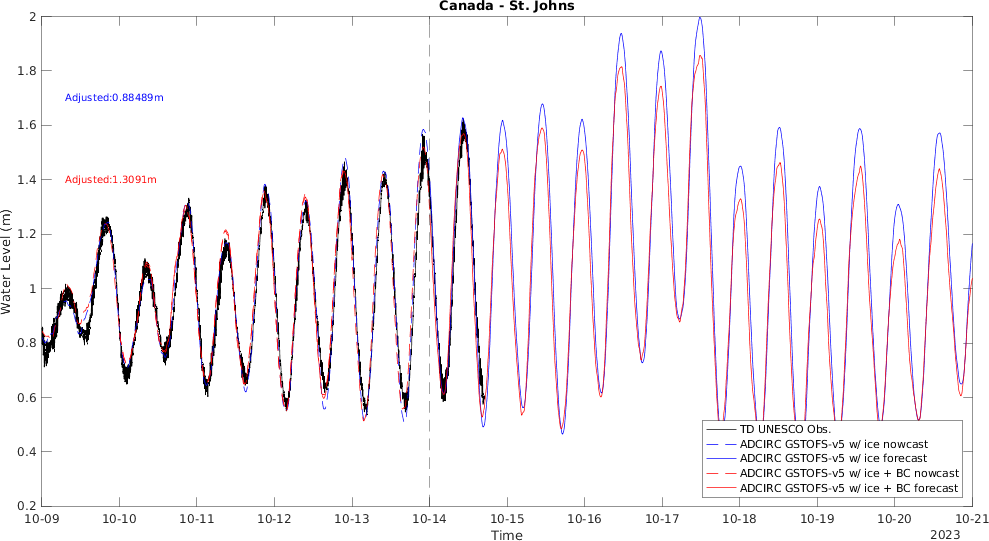 Canada - St. Johns
2
1.8
1.6
1.4
1.2
1
0.8
0.6
0.4
0.2
Water Level (m)
Adjusted:0.88489m
Adjusted:1.3091m
TD UNESCO Obs.
ADCIRC GSTOFS-v5 w/ ice nowcast
ADCIRC GSTOFS-v5 w/ ice forecast
ADCIRC GSTOFS-v5 w/ ice + BC nowcast
ADCIRC GSTOFS-v5 w/ ice + BC forecast
10-09 10-10 10-11 10-12 10-13 10-14 10-15 10-16 10-17 10-18 10-19 10-20 10-21
Time
2023